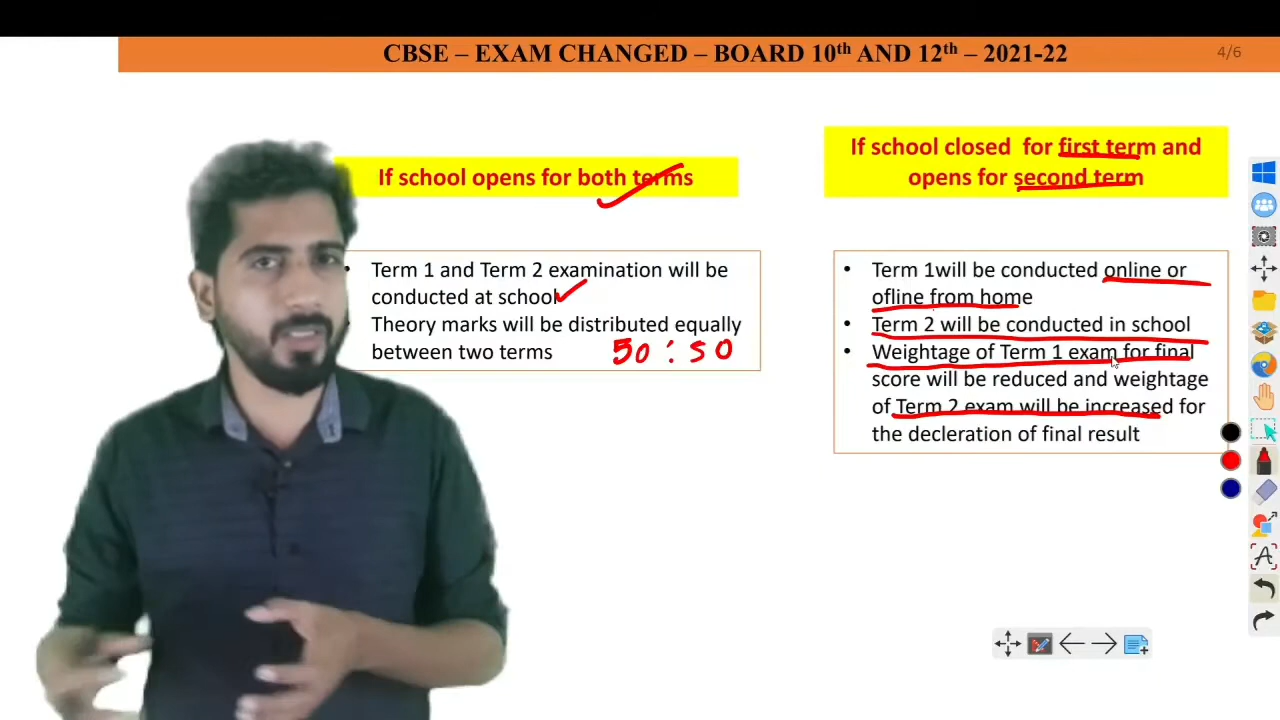 CBSE – EXAM CHANGED – BOARD 10th AND 12th – 2021-22
4/6
If school opens for both terms
• Term 1 and Term 2 examination will be
conducted at school
Theory marks will be distributed equally
between two terms
50 : 50
If school closed for first term and
opens for second term
• Term 1will be conducted online or
ofline from home
• Term 2 will be conducted in school
• Weightage of Term 1 exam for final
score will be reduced and weightage
of Term 2 exam will be increased for
the decleration of final result
A